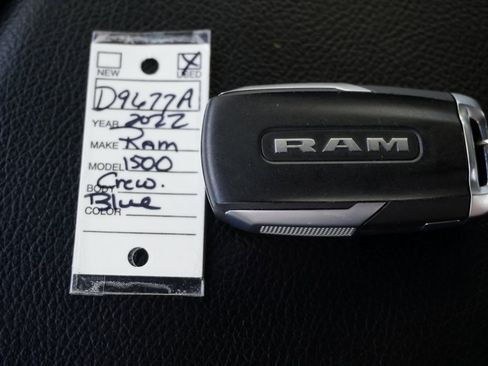 NEW USED
D9677A
YEAR 2022
MAKE Ram
MODEL 1500
BODY Crew.
COLOR Blue
RAM